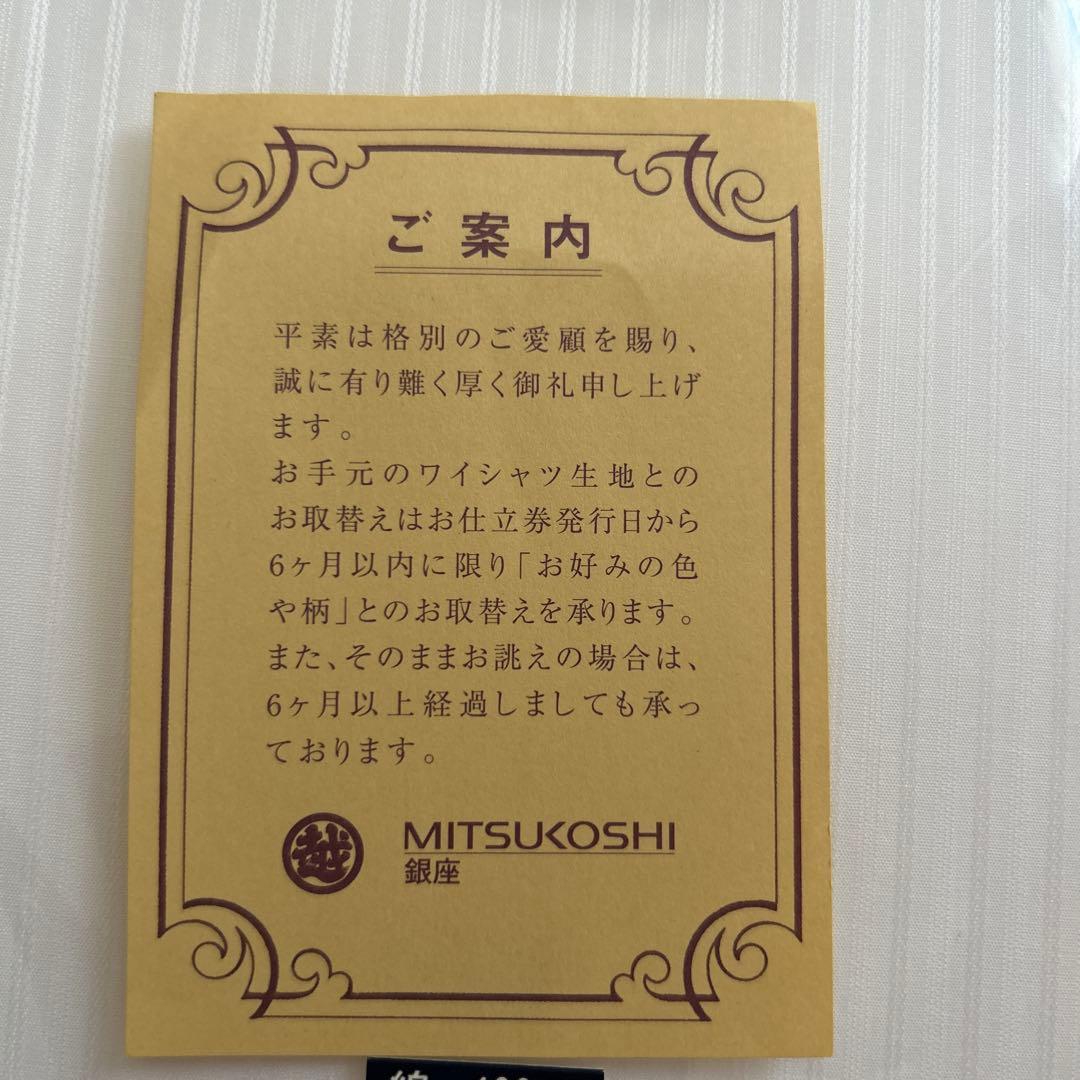 ご案内
平素は格別のご愛顧を賜り、
誠に有り難く厚く御礼申し上げ
ます。
お手元のワイシャツ生地との
お取替えはお仕立券発行日から
6ヶ月以内に限り「お好みの色
や柄」とのお取替えを承ります。
また、そのままお誂えの場合は、
6ヶ月以上経過しましても承っ
ております。
越 MITSUKOSHI
銀座